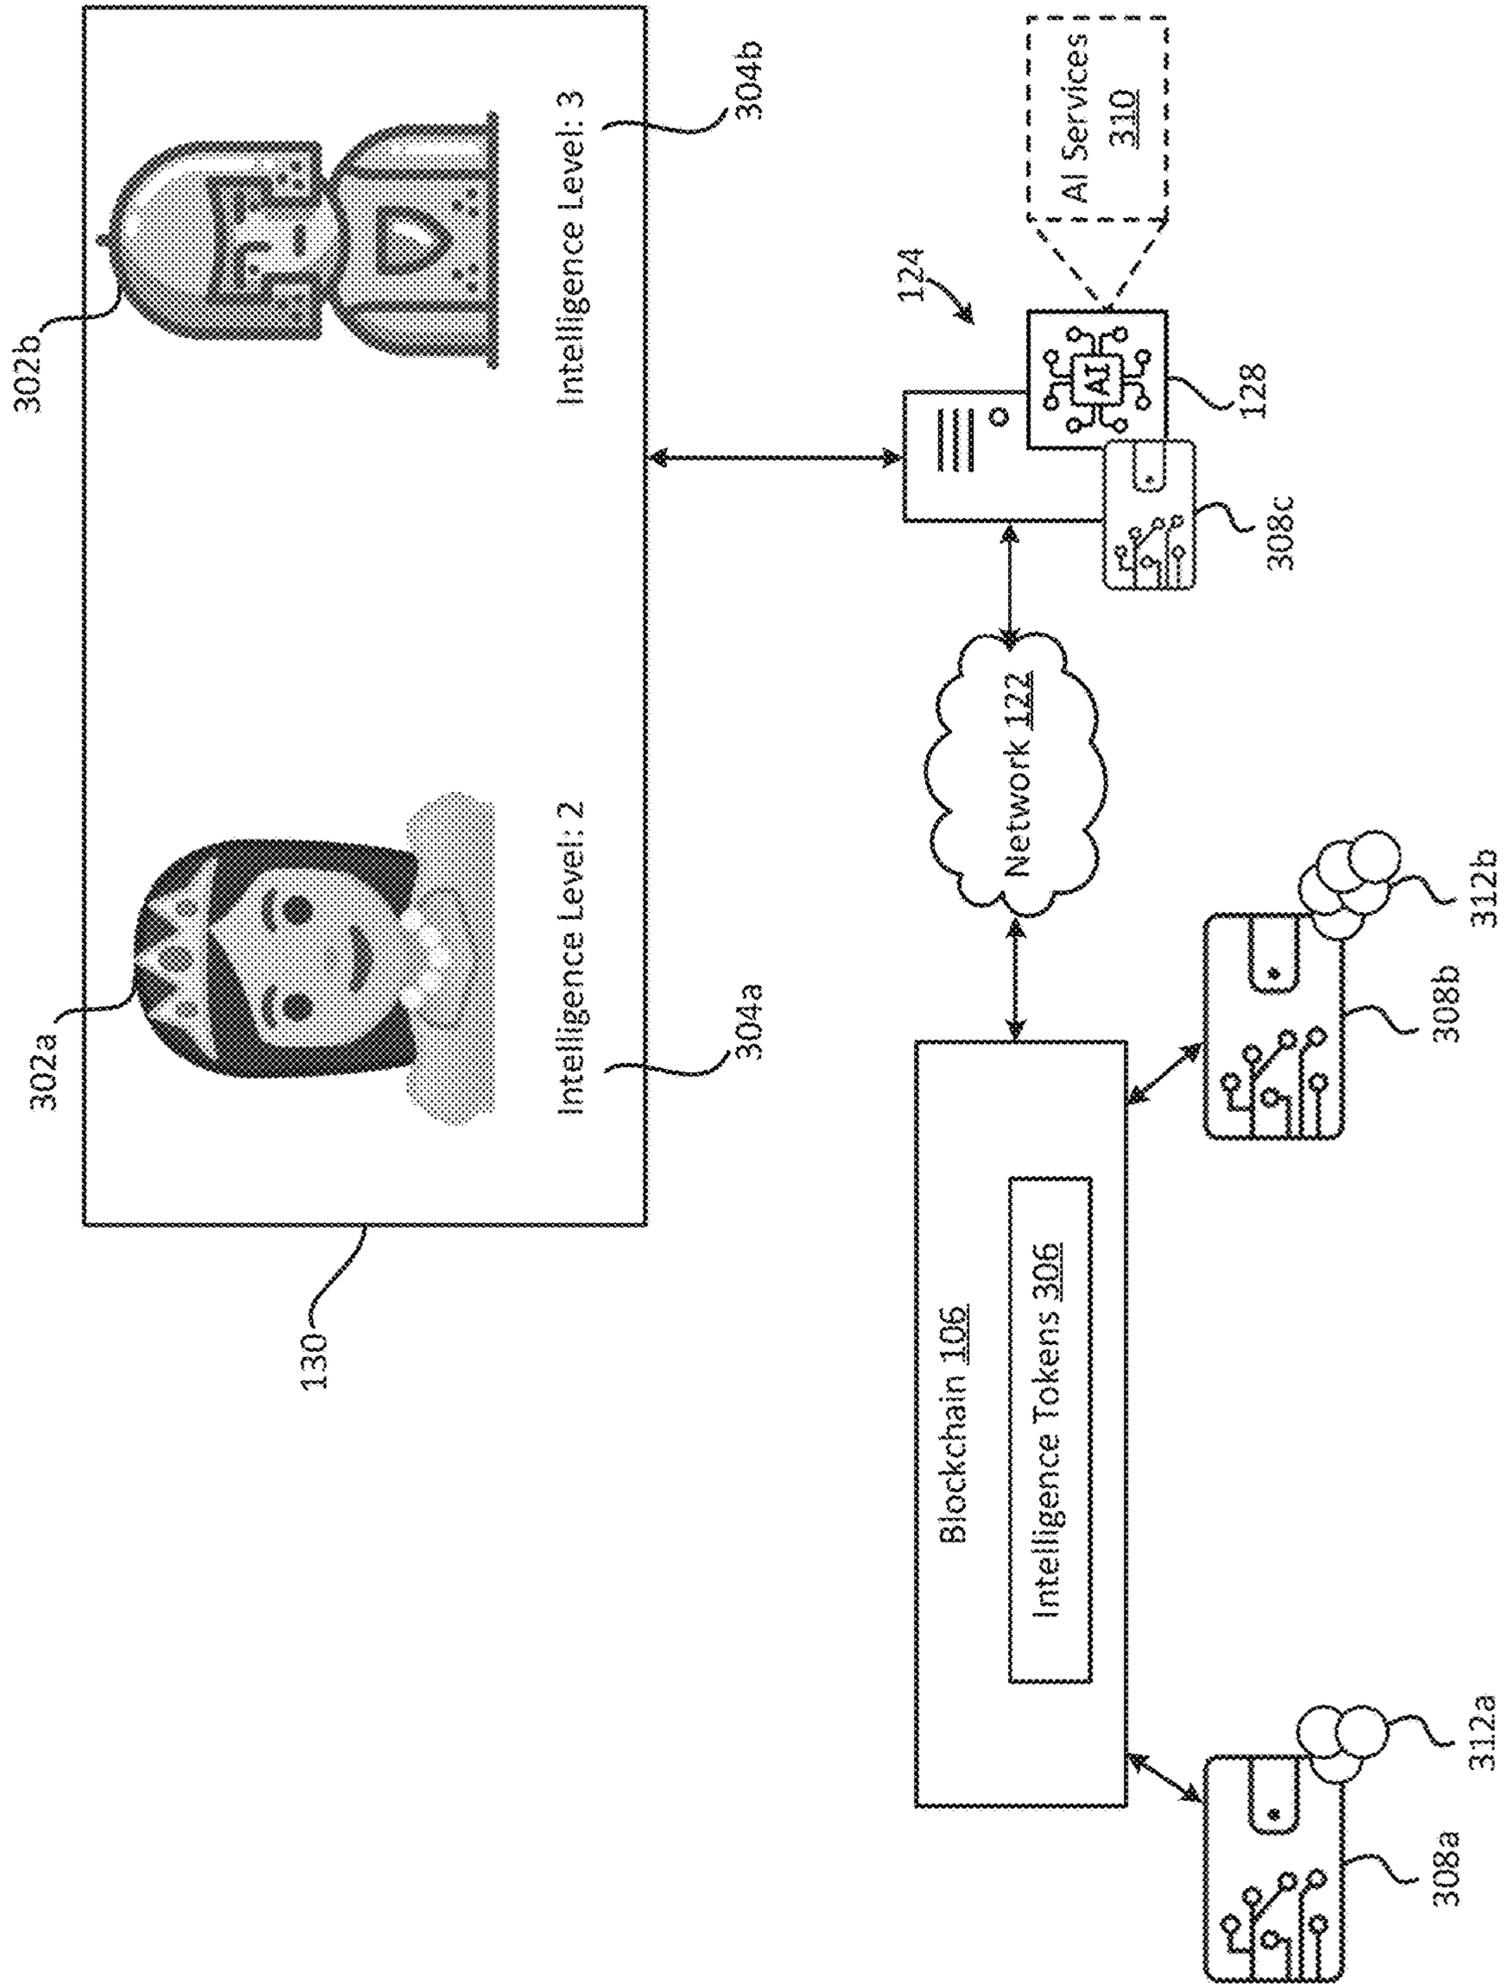 302a
302b
130
Intelligence Level: 2
Intelligence Level: 3
304a
304b
124
Blockchain 106
Intelligence Tokens 306
Network 122
AI
AI Services
310
128
308c
308a
312a
308b
312b